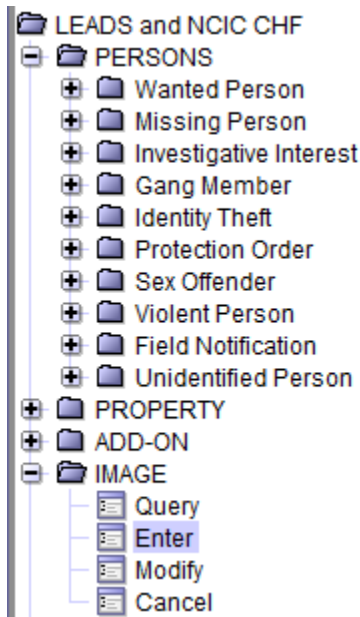 LEADS and NCIC CHF
PERSONS
Wanted Person
Missing Person
Investigative Interest
Gang Member
Identity Theft
Protection Order
Sex Offender
Violent Person
Field Notification
Unidentified Person
PROPERTY
ADD-ON
IMAGE
Query
Enter
Modify
Cancel